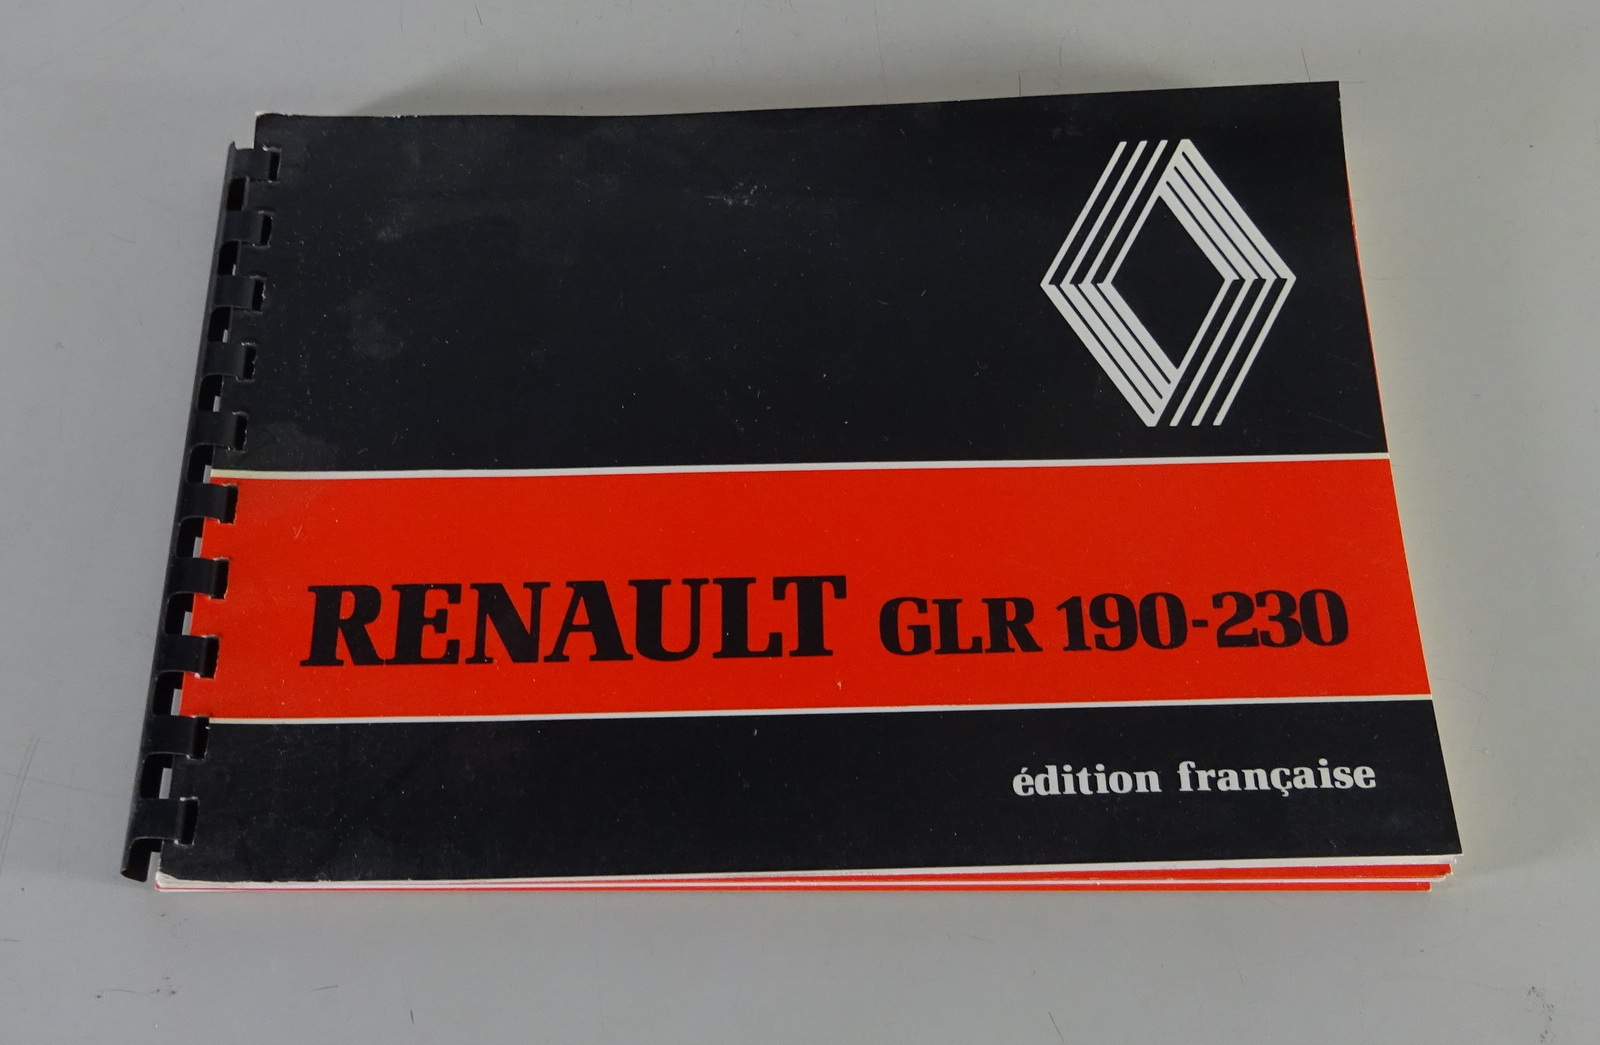 RENAULT GLR 190-230
édition française